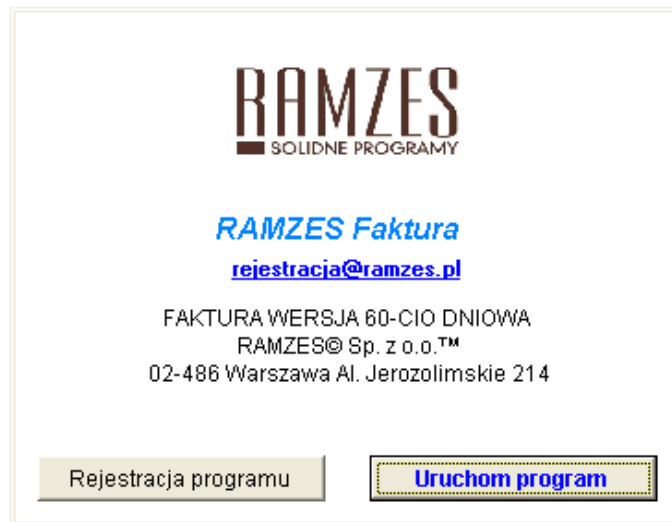 RAMZES
SOLIDNE PROGRAMY
RAMZES Faktura
rejestracja@ramzes.pl
FAKTURA WERSJA 60-CIO DNIOWA
RAMZES© Sp. z o.o.™
02-486 Warszawa Al. Jerozolimskie 214
Rejestracja programu
Uruchom program